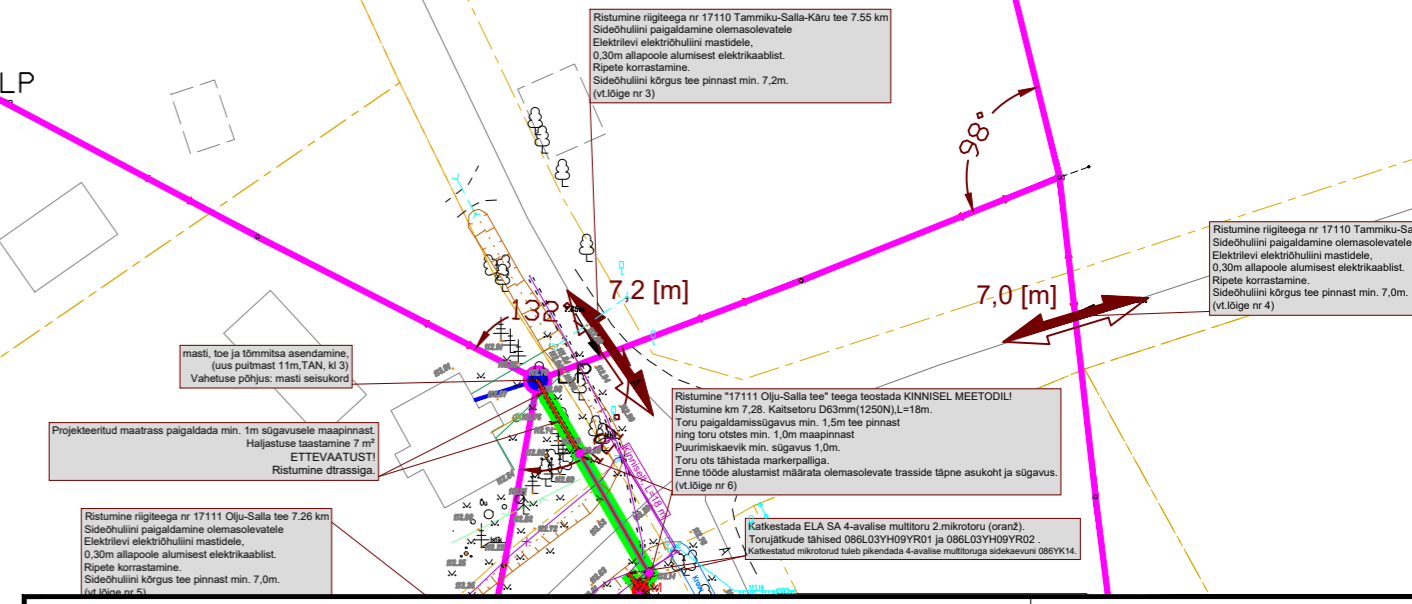 Ristumine riigiteega nr 17110 Tammiku-Salla-Käru tee 7.55 km
Sideõhuliini paigaldamine olemasolevatele
Elektrilevi elektriõhuliini mastidele,
0,30m allapoole alumisest elektrikaablist.
Ripete korrastamine.
Sideõhuliini kõrgus tee pinnast min. 7,2m.
(vt.lõige nr 3)
LP
98°
Ristumine riigiteega nr 17110 Tammiku-Sa
Sideõhuliini paigaldamine olemasolevatele
Elektrilevi elektriõhuliini mastidele,
0,30m allapoole alumisest elektrikaablist.
Ripete korrastamine.
Sideõhuliini kõrgus tee pinnast min. 7,0m.
(vt.lõige nr 4)
7,2 [m]
7,0 [m]
132
masti, toe ja tõmmitsa asendamine,
(uus puitmast 11m,TAN, kl 3)
Vahetuse põhjus: masti seisukord
LP
Ristumine "17111 Olju-Salla tee" teega teostada KINNISEL MEETODIL!
Ristumine km 7,28. Kaitsetoru D63mm(1250N),L=18m.
Toru paigaldamissügavus min. 1,5m tee pinnast
ning toru otstes min. 1,0m maapinnast
Puurimiskaevik min. sügavus 1,0m.
Toru ots tähistada markerpalliga.
Enne tööde alustamist määrata olemasolevate trasside täpne asukoht ja sügavus.
(vt.lõige nr 6)
Projekteeritud maatrass paigaldada min. 1m sügavusele maapinnast.
Haljastuse taastamine 7 m²
ETTEVAATUST!
Ristumine dtrassiga.
Kinniselt, L=18 m
Ristumine riigiteega nr 17111 Olju-Salla tee 7.26 km
Sideõhuliini paigaldamine olemasolevatele
Elektrilevi elektriõhuliini mastidele,
0,30m allapoole alumisest elektrikaablist.
Ripete korrastamine.
Sideõhuliini kõrgus tee pinnast min. 7,0m.
(vt.lõige nr 5)
Katkestada ELA SA 4-avalise multitoru 2.mikrotoru (oranž).
Torujätkude tähised 086L03YH09YR01 ja 086L03YH09YR02 .
Katkestatud mikrotorud tuleb pikendada 4-avalise multitoruga sidekaevuni 086YK14.